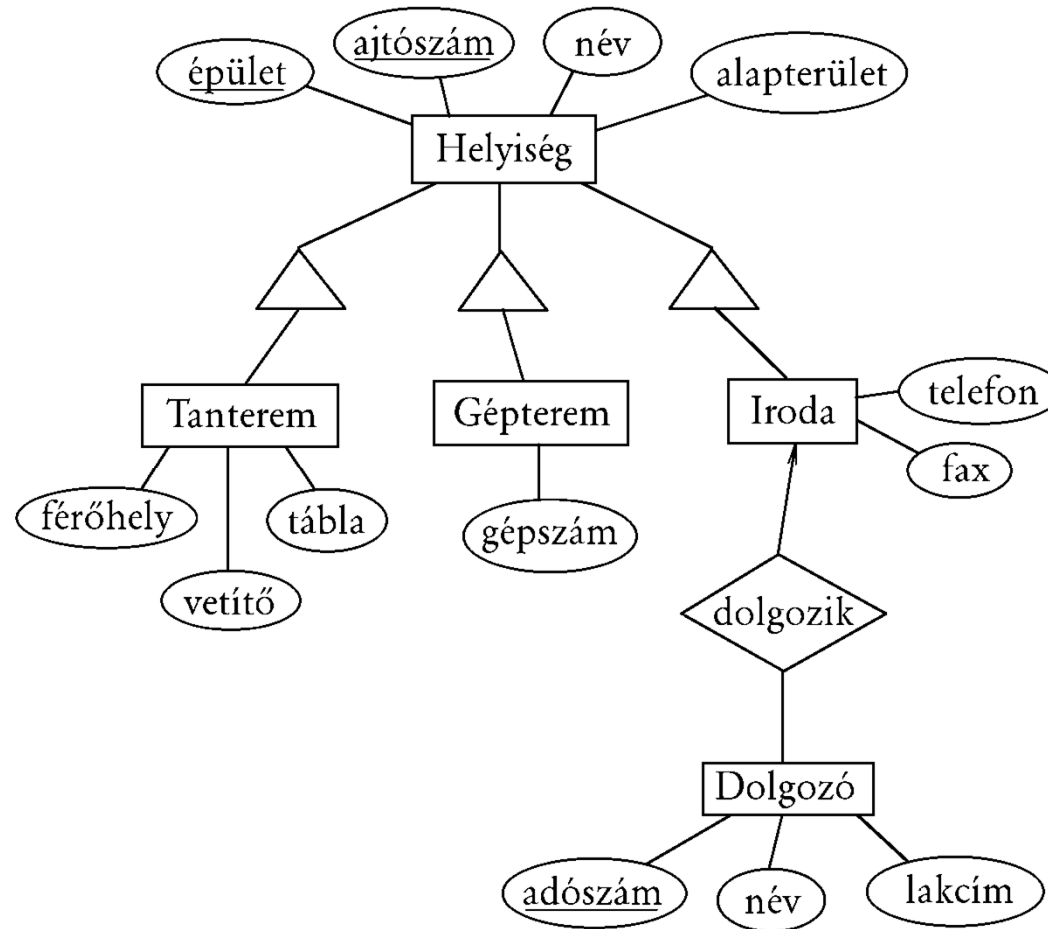 épület
ajtószám
név
alapterület
Helyiség
Tanterem
Gépterem
Iroda
telefon
fax
férőhely
vetítő
tábla
gépszám
dolgozik
Dolgozó
adószám
név
lakcím